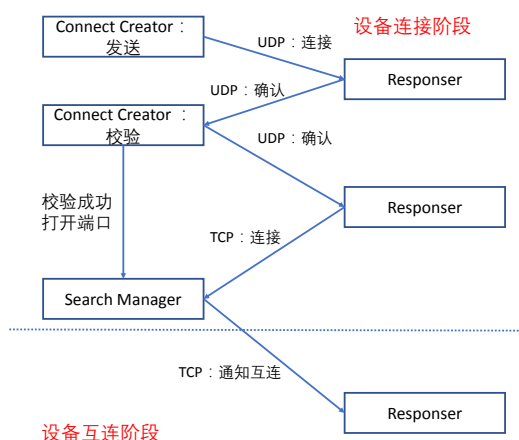 Connect Creator：
发送
设备连接阶段
UDP：连接
Responser
UDP：确认
Connect Creator ：
校验
UDP：确认
校验成功
打开端口
Responser
TCP：连接
Search Manager
TCP：通知互连
Responser
设备互连阶段